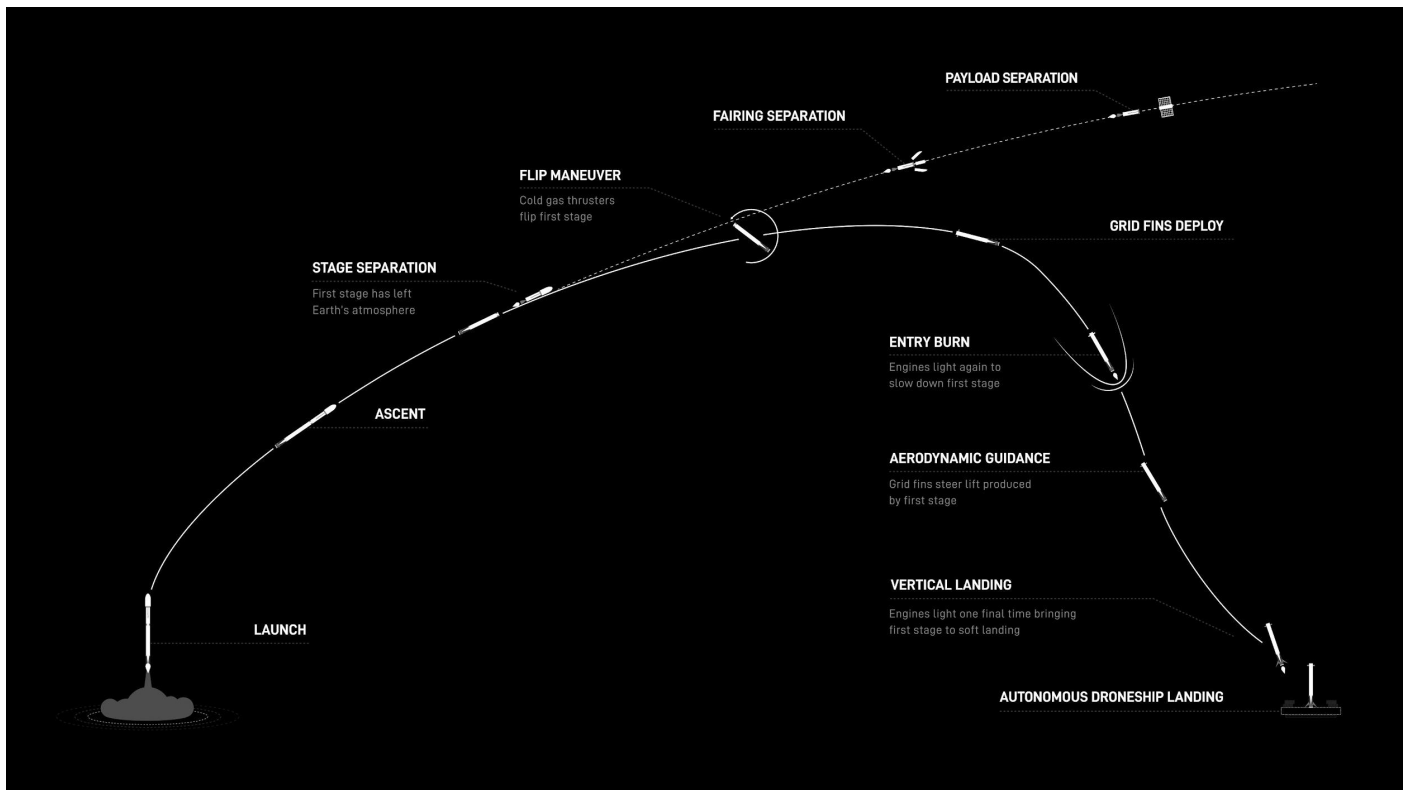 PAYLOAD SEPARATION
FAIRING SEPARATION
FLIP MANEUVER
Cold gas thrusters
flip first stage
GRID FINS DEPLOY
STAGE SEPARATION
First stage has left
Earth's atmosphere
ENTRY BURN
Engines light again to
slow down first stage
ASCENT
AERODYNAMIC GUIDANCE
Grid fins steer lift produced
by first stage
VERTICAL LANDING
Engines light one final time bringing
first stage to soft landing
LAUNCH
AUTONOMOUS DRONESHIP LANDING